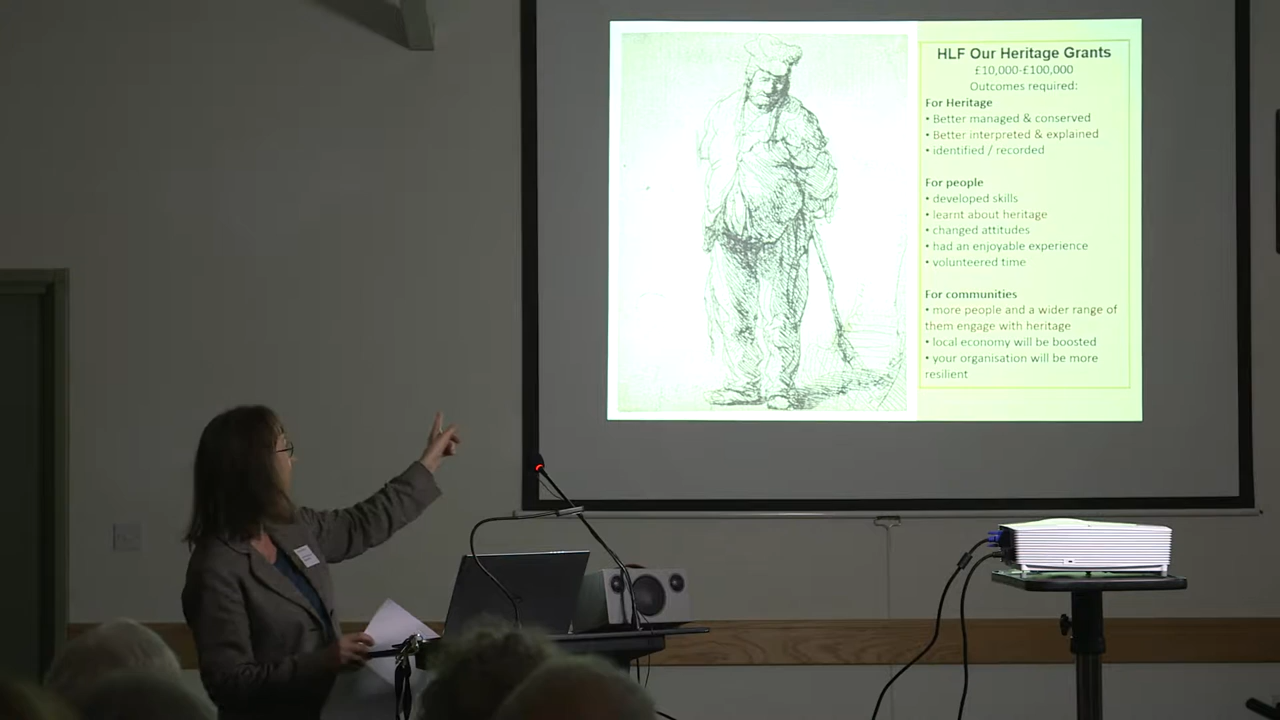 HLF Our Heritage Grants
£10,000-£100,000
Outcomes required:
For Heritage
• Better managed & conserved
• Better interpreted & explained
• identified / recorded
For people
• developed skills
• learnt about heritage
• changed attitudes
• had an enjoyable experience
• volunteered time
For communities
• more people and a wider range of
them engage with heritage
• local economy will be boosted
• your organisation will be more
resilient